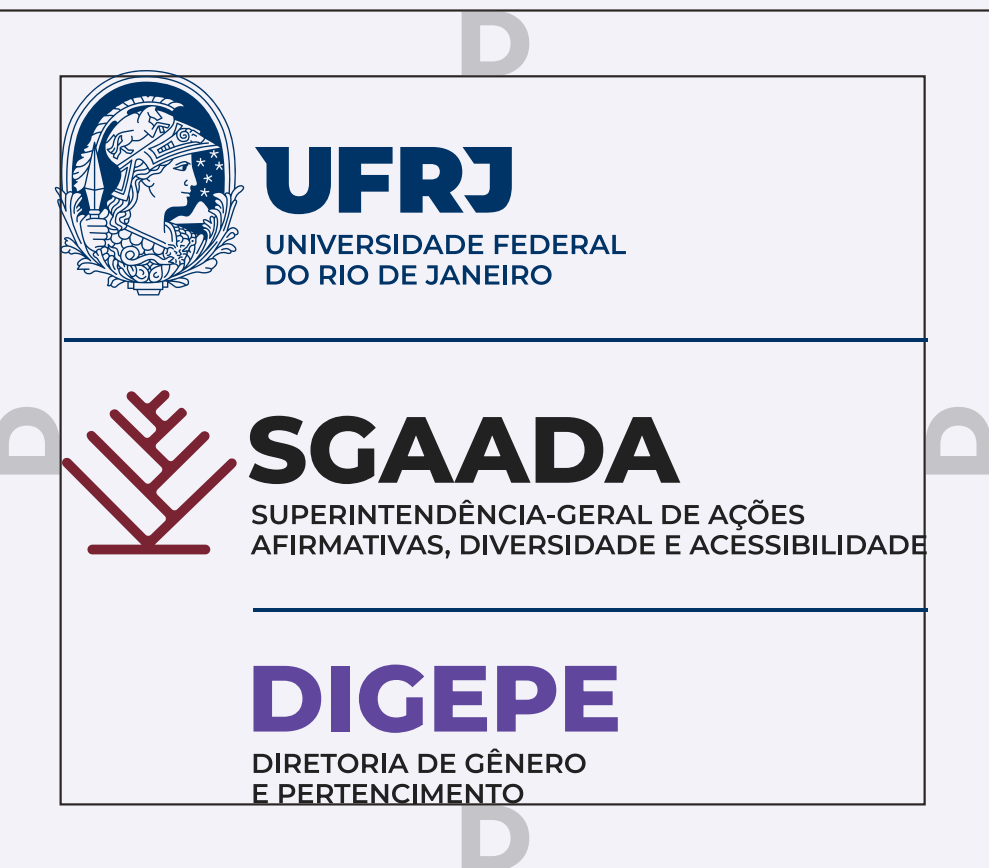 D
UFRJ
UNIVERSIDADE FEDERAL
DO RIO DE JANEIRO
D
D
SGAADA
SUPERINTENDÊNCIA-GERAL DE AÇÕES
AFIRMATIVAS, DIVERSIDADE E ACESSIBILIDADE
DIGEPE
DIRETORIA DE GÊNERO
E PERTENCIMENTO
D